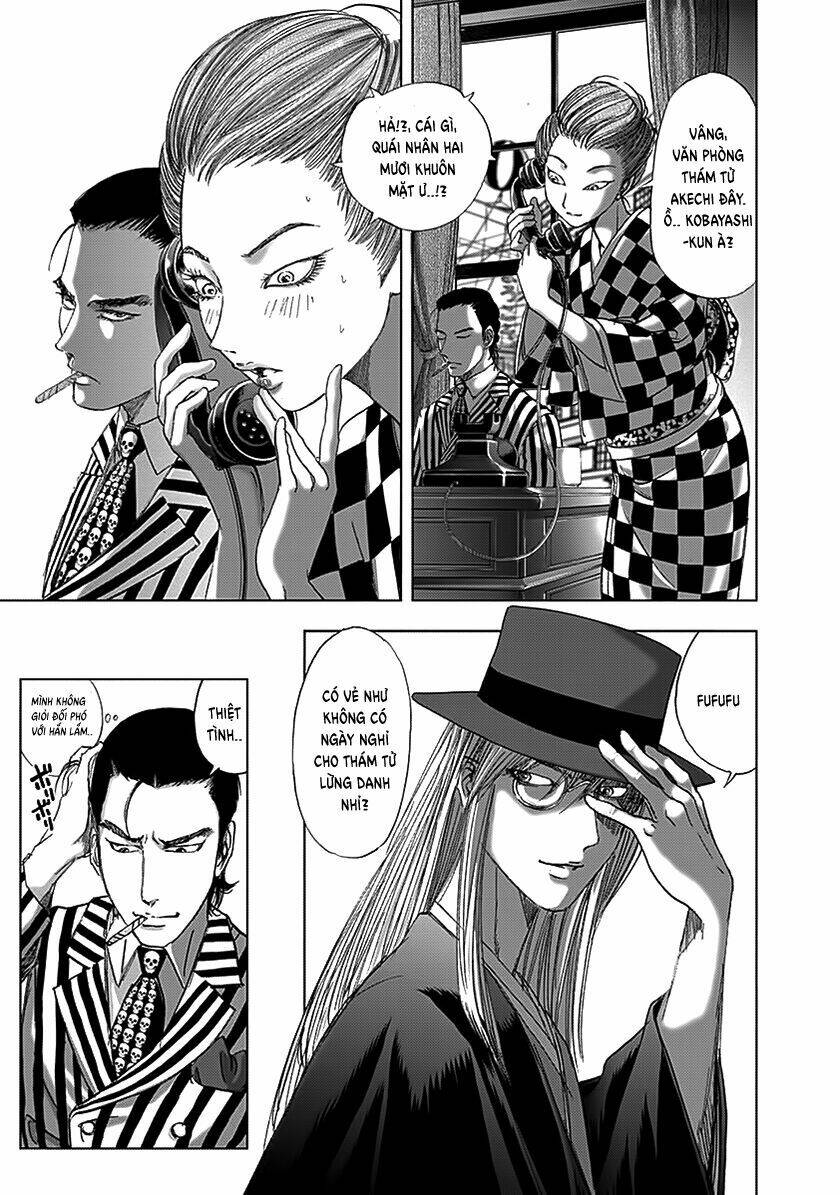 VÂNG,
VĂN PHÒNG
THÁM TỬ
AKECHI ĐÂY.
Ồ.. KOBAYASHI
-KUN À?
HẢ!?, CÁI GÌ,
QUÁI NHÂN HAI
MƯƠI KHUÔN
MẶT Ư..!?
FUFUFU
CÓ VẺ NHƯ
KHÔNG CÓ
NGÀY NGHỈ
CHO THÁM TỬ
LỪNG DANH
NHỈ?
THIỆT
TÌNH..
MÌNH KHÔNG
GIỎI ĐỐI PHÓ
VỚI HẮN LẮM..